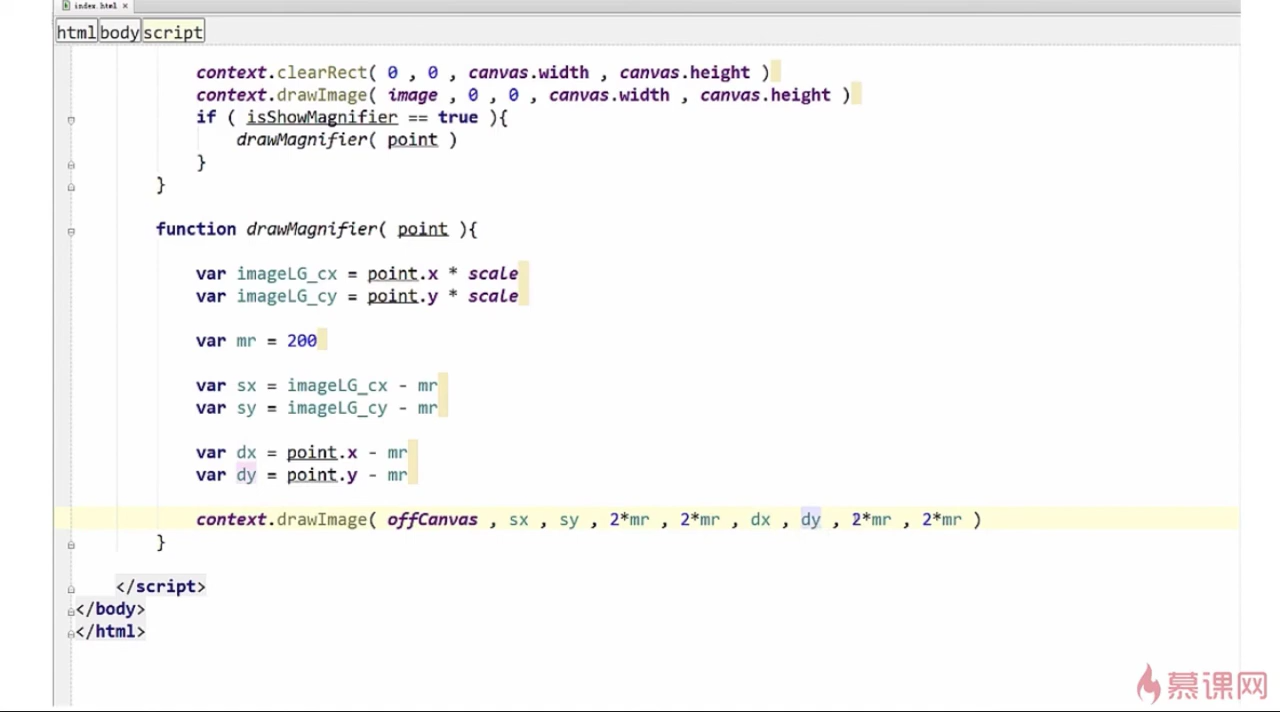 index.html ×
html body script
context.clearRect( 0 , 0 , canvas.width , canvas.height )
context.drawImage( image , 0 , 0 , canvas.width , canvas.height )
if ( isShowMagnifier == true ){
drawMagnifier( point )
}
}
function drawMagnifier( point ){
var imageLG_cx = point.x * scale
var imageLG_cy = point.y * scale
var mr = 200
var sx = imageLG_cx - mr
var sy = imageLG_cy - mr
var dx = point.x - mr
var dy = point.y - mr
context.drawImage( offCanvas , sx , sy , 2*mr , 2*mr , dx , dy , 2*mr , 2*mr )
}
</script>
</body>
</html>
慕课网